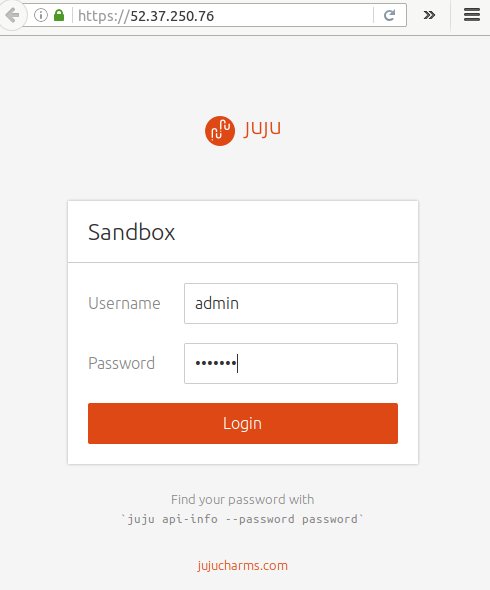 https://52.37.250.76
juju
Sandbox
Username admin
Password •••••••
Login
Find your password with
`juju api-info --password password`
jujucharms.com